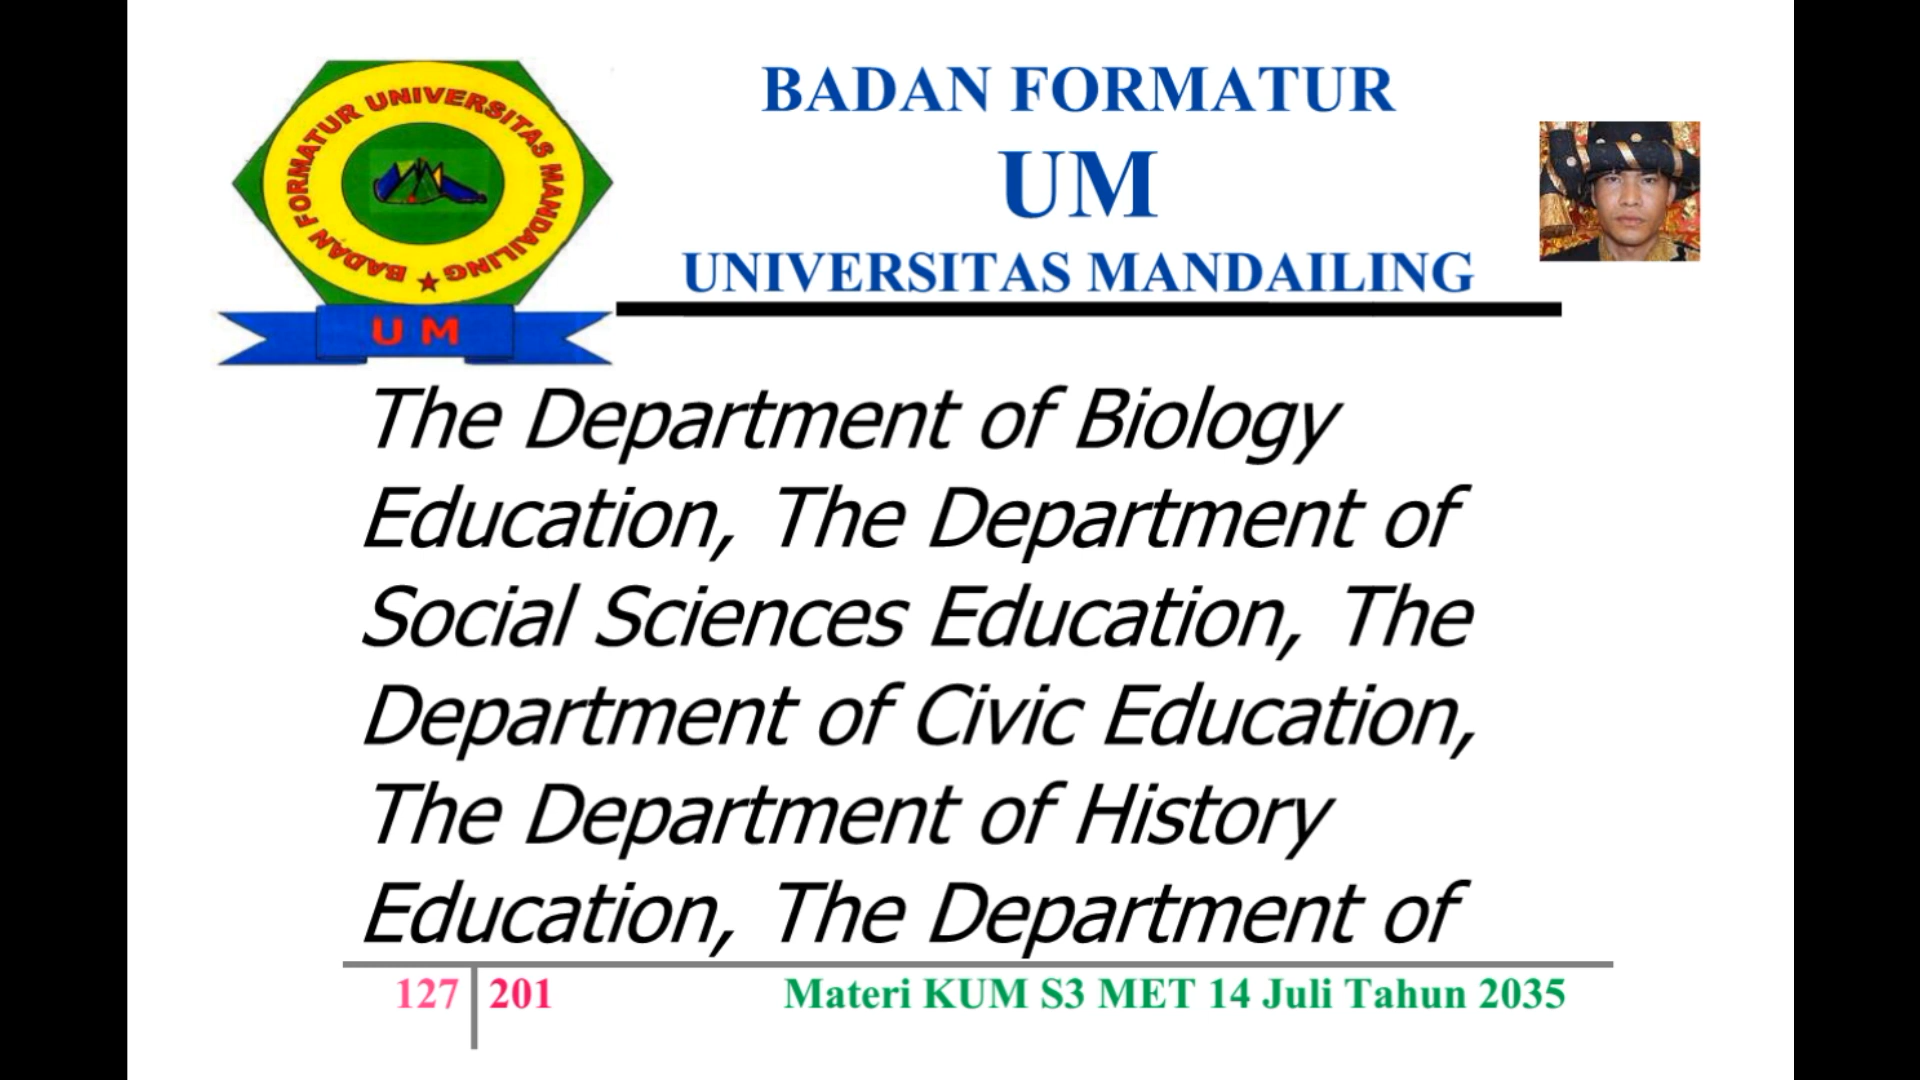 BADAN FORMATUR UNIVERSITAS MANDAILING
U M
BADAN FORMATUR
UM
UNIVERSITAS MANDAILING
The Department of Biology
Education, The Department of
Social Sciences Education, The
Department of Civic Education,
The Department of History
Education, The Department of
127 201 Materi KUM S3 MET 14 Juli Tahun 2035